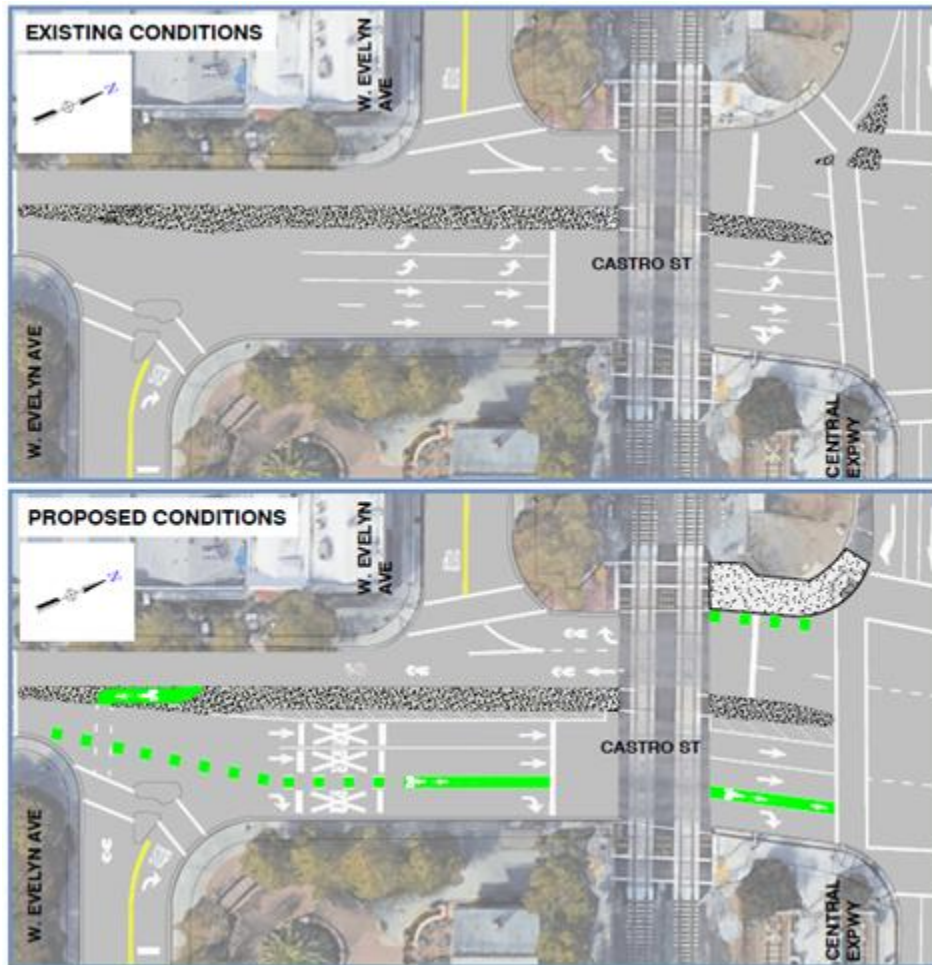 EXISTING CONDITIONS
N
W. EVELYN
AVE
CASTRO ST
W. EVELYN AVE
CENTRAL
EXPWY
PROPOSED CONDITIONS
N
W. EVELYN
AVE
CASTRO ST
W. EVELYN AVE
CENTRAL
EXPWY